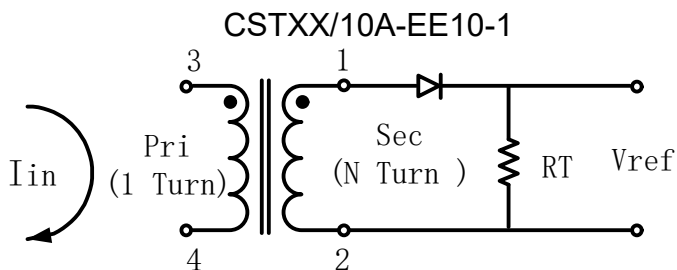 CSTXX/10A-EE10-1
3
1
Iin
Pri
(1 Turn)
Sec
(N Turn )
RT
Vref
4
2